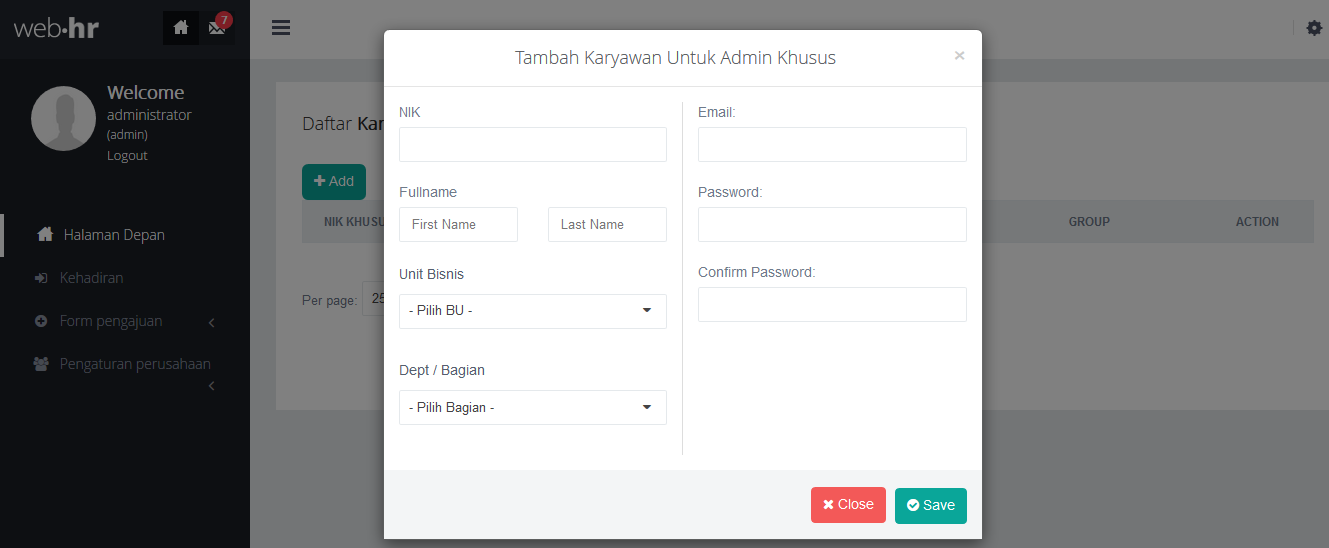 web·hr
7
Welcome
administrator
(admin)
Logout
Halaman Depan
Kehadiran
Form pengajuan
Pengaturan perusahaan
Daftar Kar
Add
NIK KHUSU
GROUP
ACTION
Per page: 25
Tambah Karyawan Untuk Admin Khusus
×
NIK
Fullname
First Name Last Name
Unit Bisnis
- Pilih BU -
Dept / Bagian
- Pilih Bagian -
Email:
Password:
Confirm Password:
Close
Save